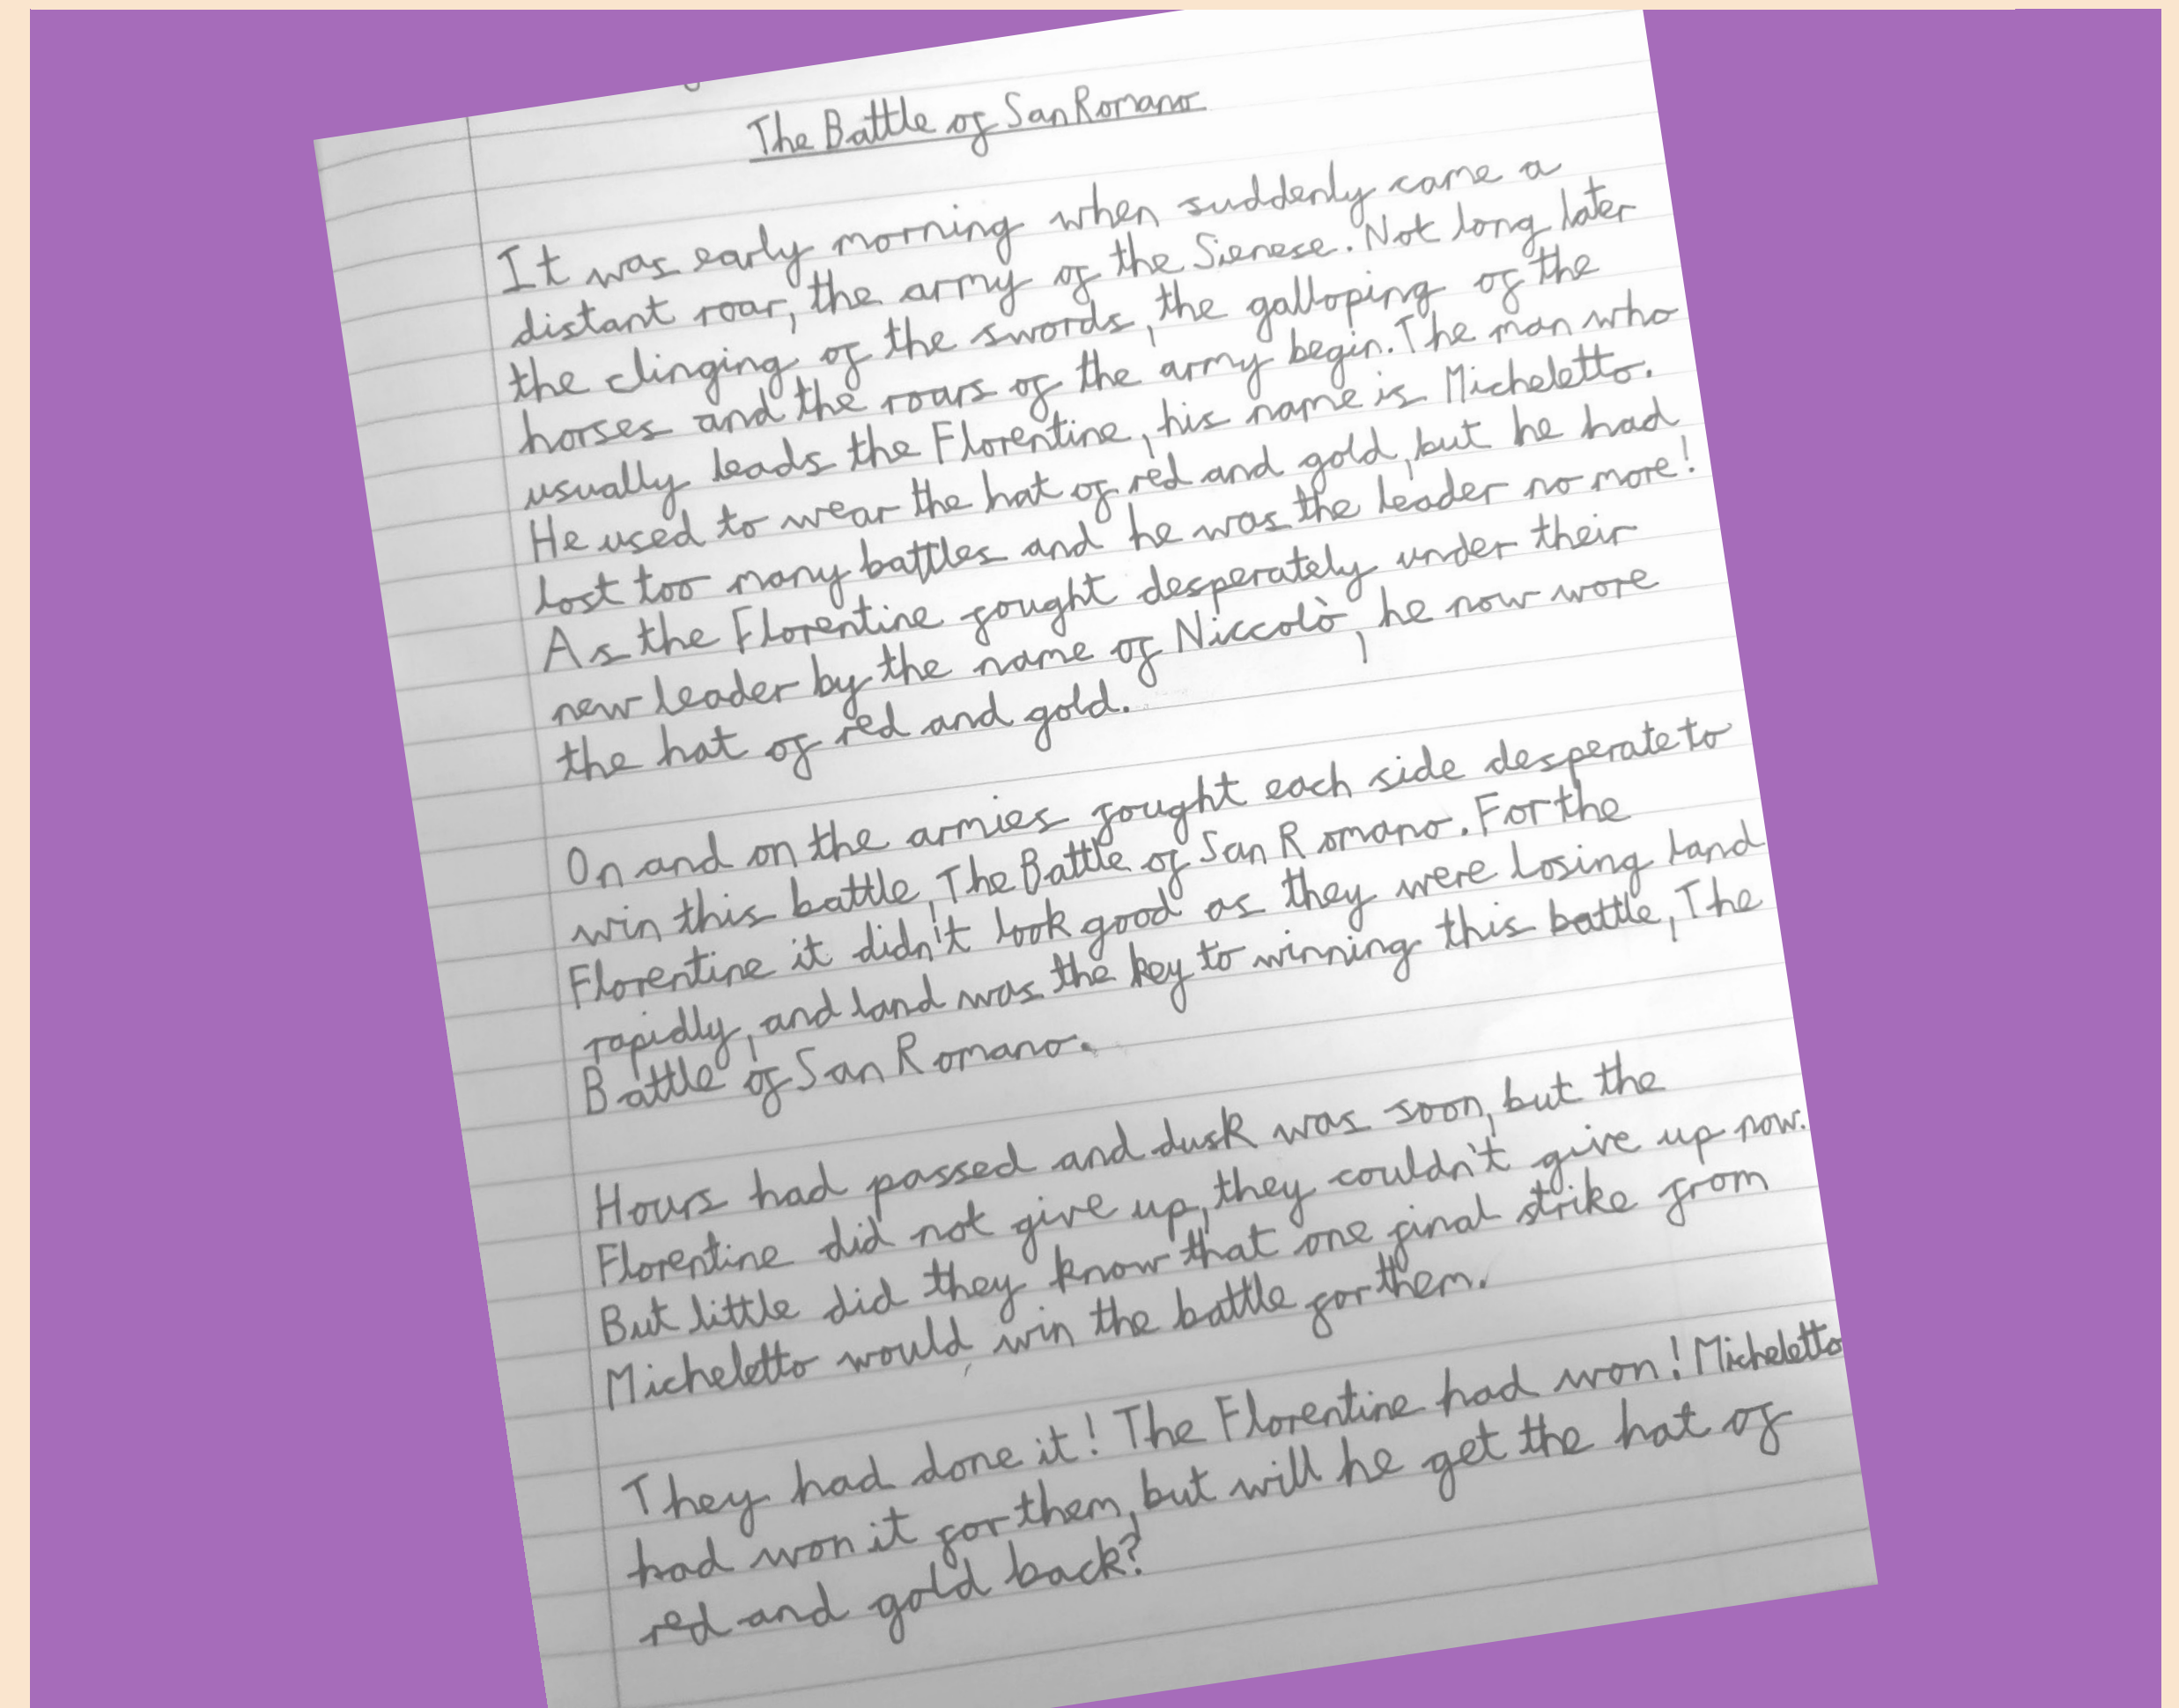 The Battle of San Romano
It was early morning when suddenly came a
distant roar, the army of the Sienese. Not long later
the clinging of the swords, the galloping of the
horses and the roars of the army begin. The man who
usually leads the Florentine, his name is Micheletto.
He used to wear the hat of red and gold, but he had
lost too many battles and he was the leader no more!
As the Florentine fought desperately under their
new leader by the name of Niccolò, he now wore
the hat of red and gold.
On and on the armies fought each side desperate to
win this battle, The Battle of San Romano. For the
Florentine it didn't look good as they were losing land
rapidly, and land was the key to winning this battle, The
Battle of San Romano.
Hours had passed and dusk was soon, but the
Florentine did not give up, they couldn't give up now.
But little did they know that one final strike from
Micheletto would win the battle for them.
They had done it! The Florentine had won! Micheletto
had won it for them, but will he get the hat of
red and gold back?